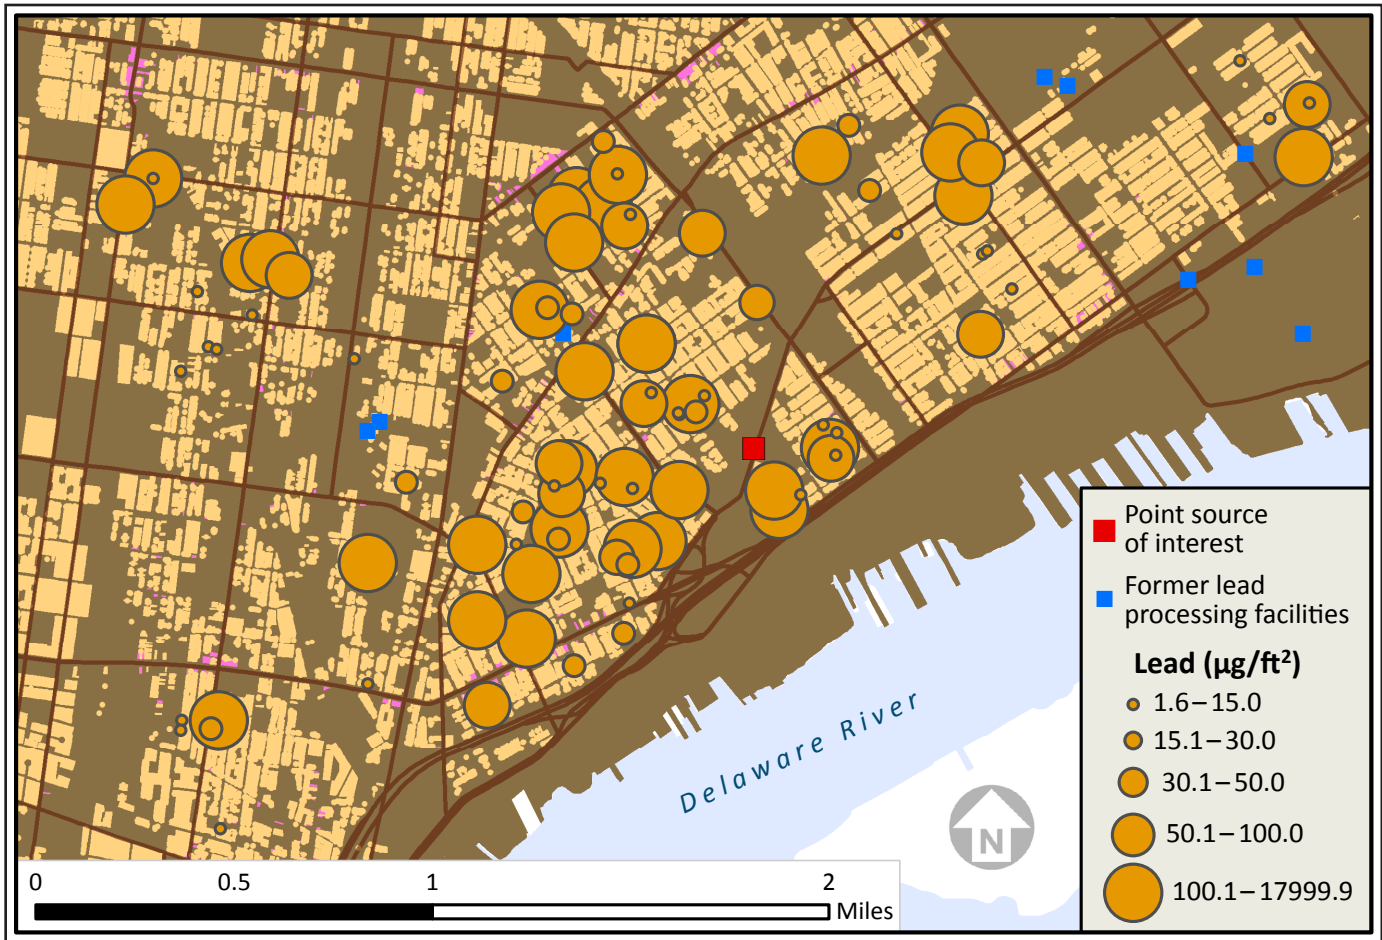 Point source
of interest
Former lead
processing facilities
Lead (µg/ft²)
1.6–15.0
15.1–30.0
30.1–50.0
50.1–100.0
100.1–17999.9
Delaware River
N
0 0.5 1 2
Miles